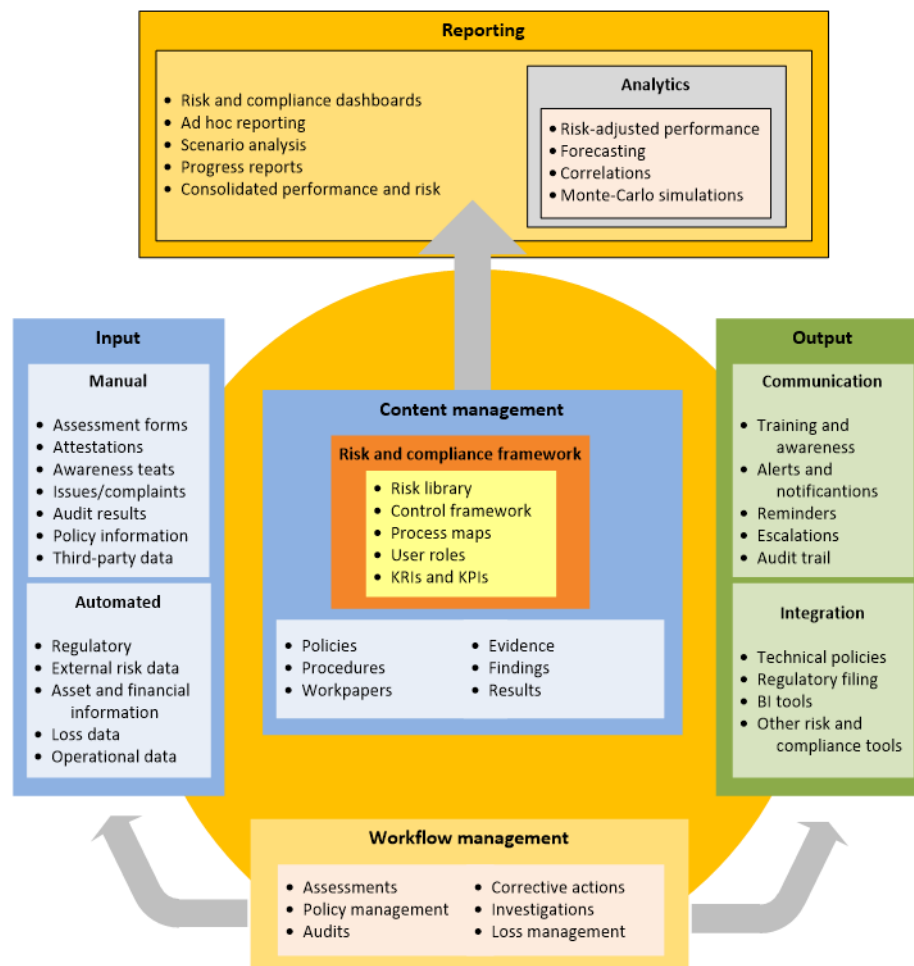 Reporting
• Risk and compliance dashboards
• Ad hoc reporting
• Scenario analysis
• Progress reports
• Consolidated performance and risk
Analytics
• Risk-adjusted performance
• Forecasting
• Correlations
• Monte-Carlo simulations
Input
Manual
• Assessment forms
• Attestations
• Awareness teats
• Issues/complaints
• Audit results
• Policy information
• Third-party data
Automated
• Regulatory
• External risk data
• Asset and financial
information
• Loss data
• Operational data
Content management
Risk and compliance framework
• Risk library
• Control framework
• Process maps
• User roles
• KRIs and KPIs
• Policies
• Procedures
• Workpapers
• Evidence
• Findings
• Results
Output
Communication
• Training and
awareness
• Alerts and
notificantions
• Reminders
• Escalations
• Audit trail
Integration
• Technical policies
• Regulatory filing
• BI tools
• Other risk and
compliance tools
Workflow management
• Assessments
• Policy management
• Audits
• Corrective actions
• Investigations
• Loss management